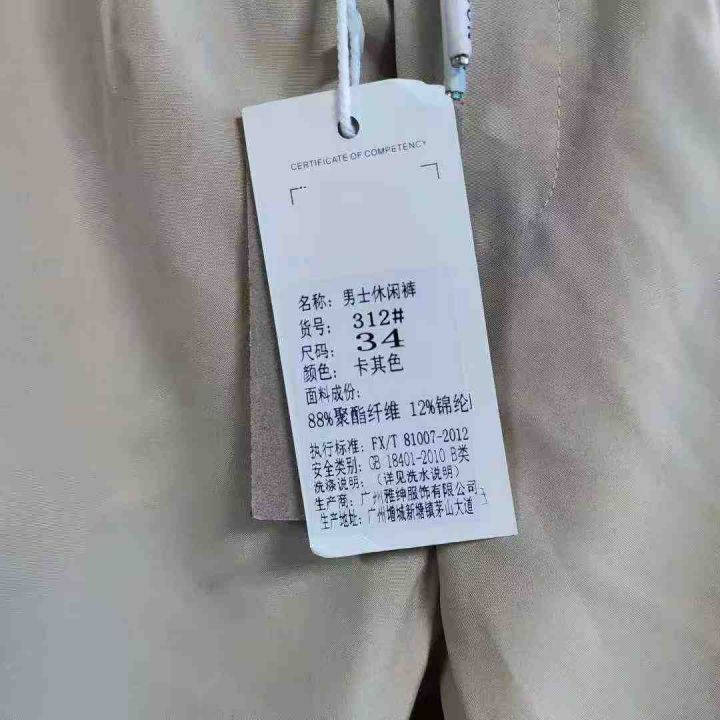 CERTIFICATE OF COMPETENCY
名称: 男士休闲裤
货号: 312#
尺码: 34
颜色: 卡其色
面料成份:
88%聚酯纤维 12%锦纶
执行标准: FX/T 81007-2012
安全类别: GB 18401-2010 B类
洗涤说明: (详见洗水说明)
生产商: 广州雅绅服饰有限公司
生产地址: 广州增城新塘镇茅山大道